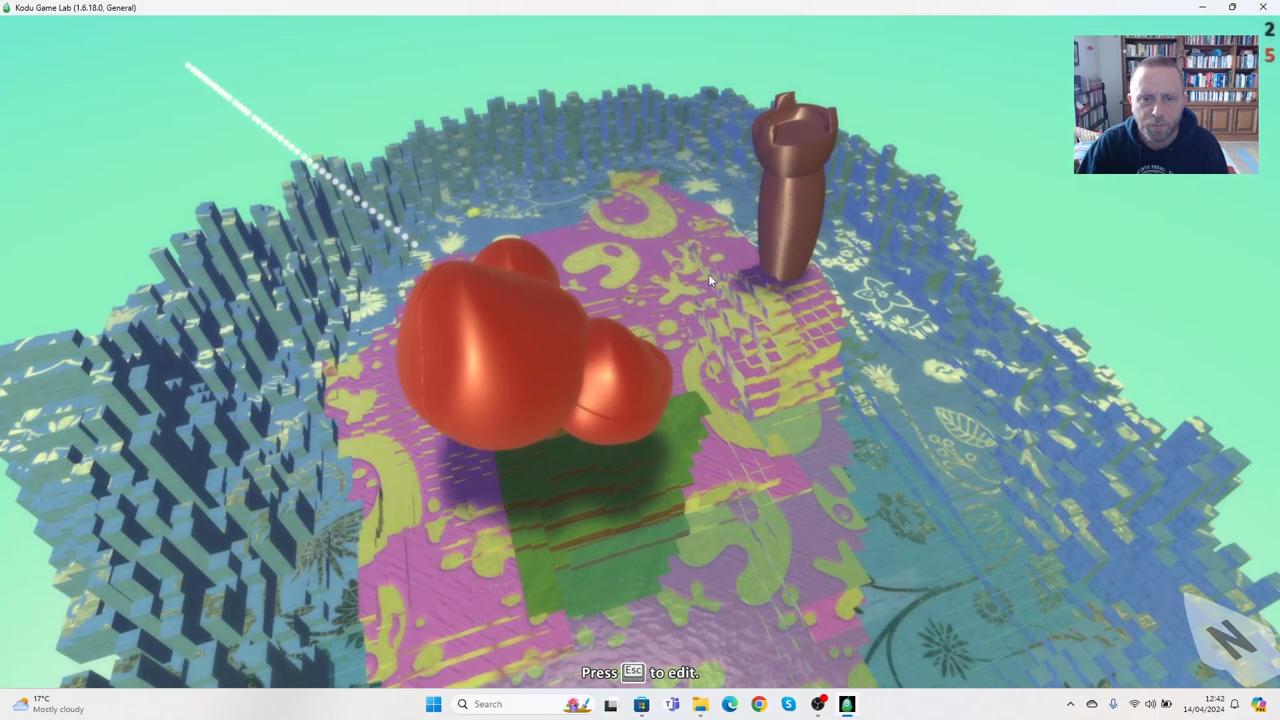 Kodu Game Lab (1.6.18.0, General)
2
5
N
Press Esc to edit.
17°C
Mostly cloudy
Search
12:42
14/04/2024